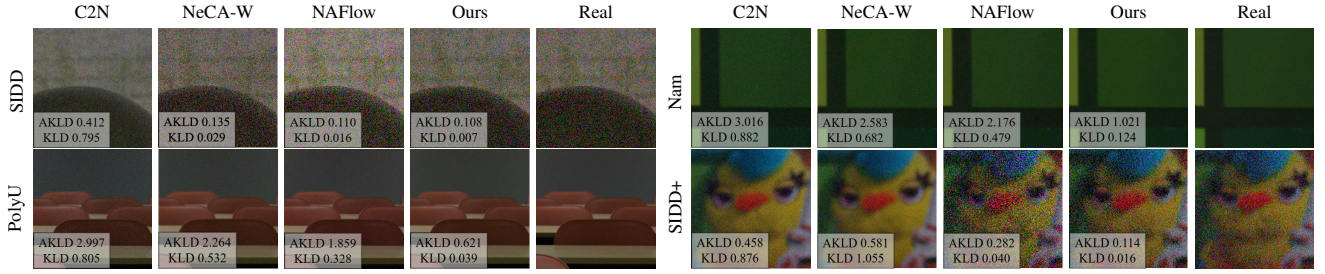 C2N NeCA-W NAFlow Ours Real
SIDD
AKLD 0.412
KLD 0.795
AKLD 0.135
KLD 0.029
AKLD 0.110
KLD 0.016
AKLD 0.108
KLD 0.007
PolyU
AKLD 2.997
KLD 0.805
AKLD 2.264
KLD 0.532
AKLD 1.859
KLD 0.328
AKLD 0.621
KLD 0.039
C2N NeCA-W NAFlow Ours Real
Nam
AKLD 3.016
KLD 0.882
AKLD 2.583
KLD 0.682
AKLD 2.176
KLD 0.479
AKLD 1.021
KLD 0.124
SIDD+
AKLD 0.458
KLD 0.876
AKLD 0.581
KLD 1.055
AKLD 0.282
KLD 0.040
AKLD 0.114
KLD 0.016